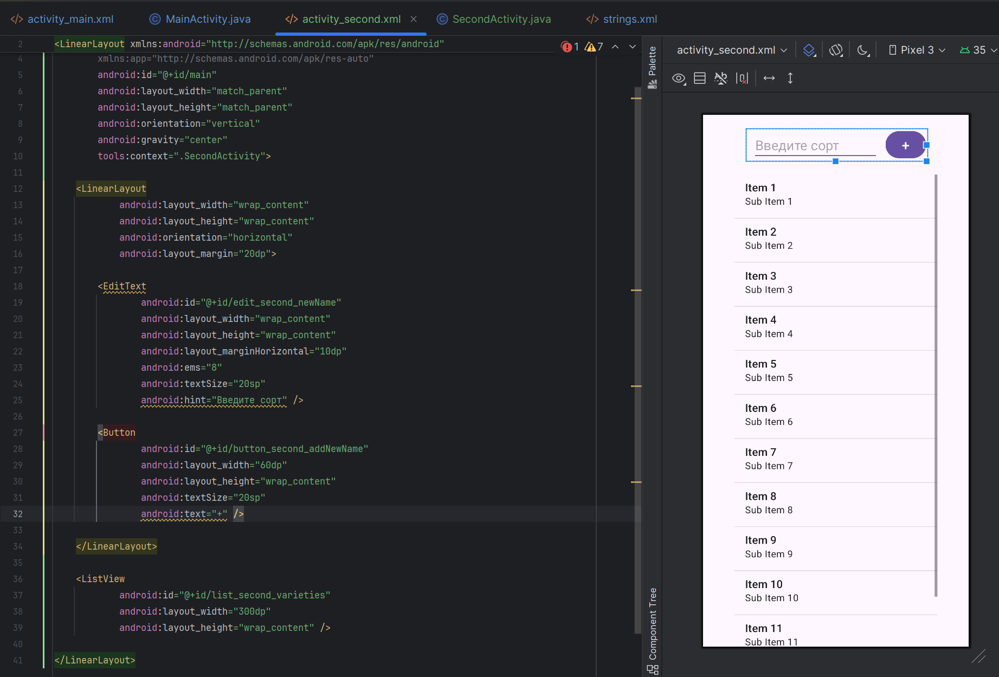 activity_main.xml
MainActivity.java
activity_second.xml
SecondActivity.java
strings.xml
2 <LinearLayout xmlns:android="http://schemas.android.com/apk/res/android"
1 7
4 xmlns:app="http://schemas.android.com/apk/res-auto"
5 android:id="@+id/main"
6 android:layout_width="match_parent"
7 android:layout_height="match_parent"
8 android:orientation="vertical"
9 android:gravity="center"
10 tools:context=".SecondActivity">
11
12 <LinearLayout
13 android:layout_width="wrap_content"
14 android:layout_height="wrap_content"
15 android:orientation="horizontal"
16 android:layout_margin="20dp">
17
18 <EditText
19 android:id="@+id/edit_second_newName"
20 android:layout_width="wrap_content"
21 android:layout_height="wrap_content"
22 android:layout_marginHorizontal="10dp"
23 android:ems="8"
24 android:textSize="20sp"
25 android:hint="Введите сорт" />
26
27 <Button
28 android:id="@+id/button_second_addNewName"
29 android:layout_width="60dp"
30 android:layout_height="wrap_content"
31 android:textSize="20sp"
32 android:text="+" />
33
34 </LinearLayout>
35
36 <ListView
37 android:id="@+id/list_second_varieties"
38 android:layout_width="300dp"
39 android:layout_height="wrap_content" />
40
41 </LinearLayout>
Palette
Component Tree
activity_second.xml
Pixel 3
35
Введите сорт
+
Item 1
Sub Item 1
Item 2
Sub Item 2
Item 3
Sub Item 3
Item 4
Sub Item 4
Item 5
Sub Item 5
Item 6
Sub Item 6
Item 7
Sub Item 7
Item 8
Sub Item 8
Item 9
Sub Item 9
Item 10
Sub Item 10
Item 11
Sub Item 11